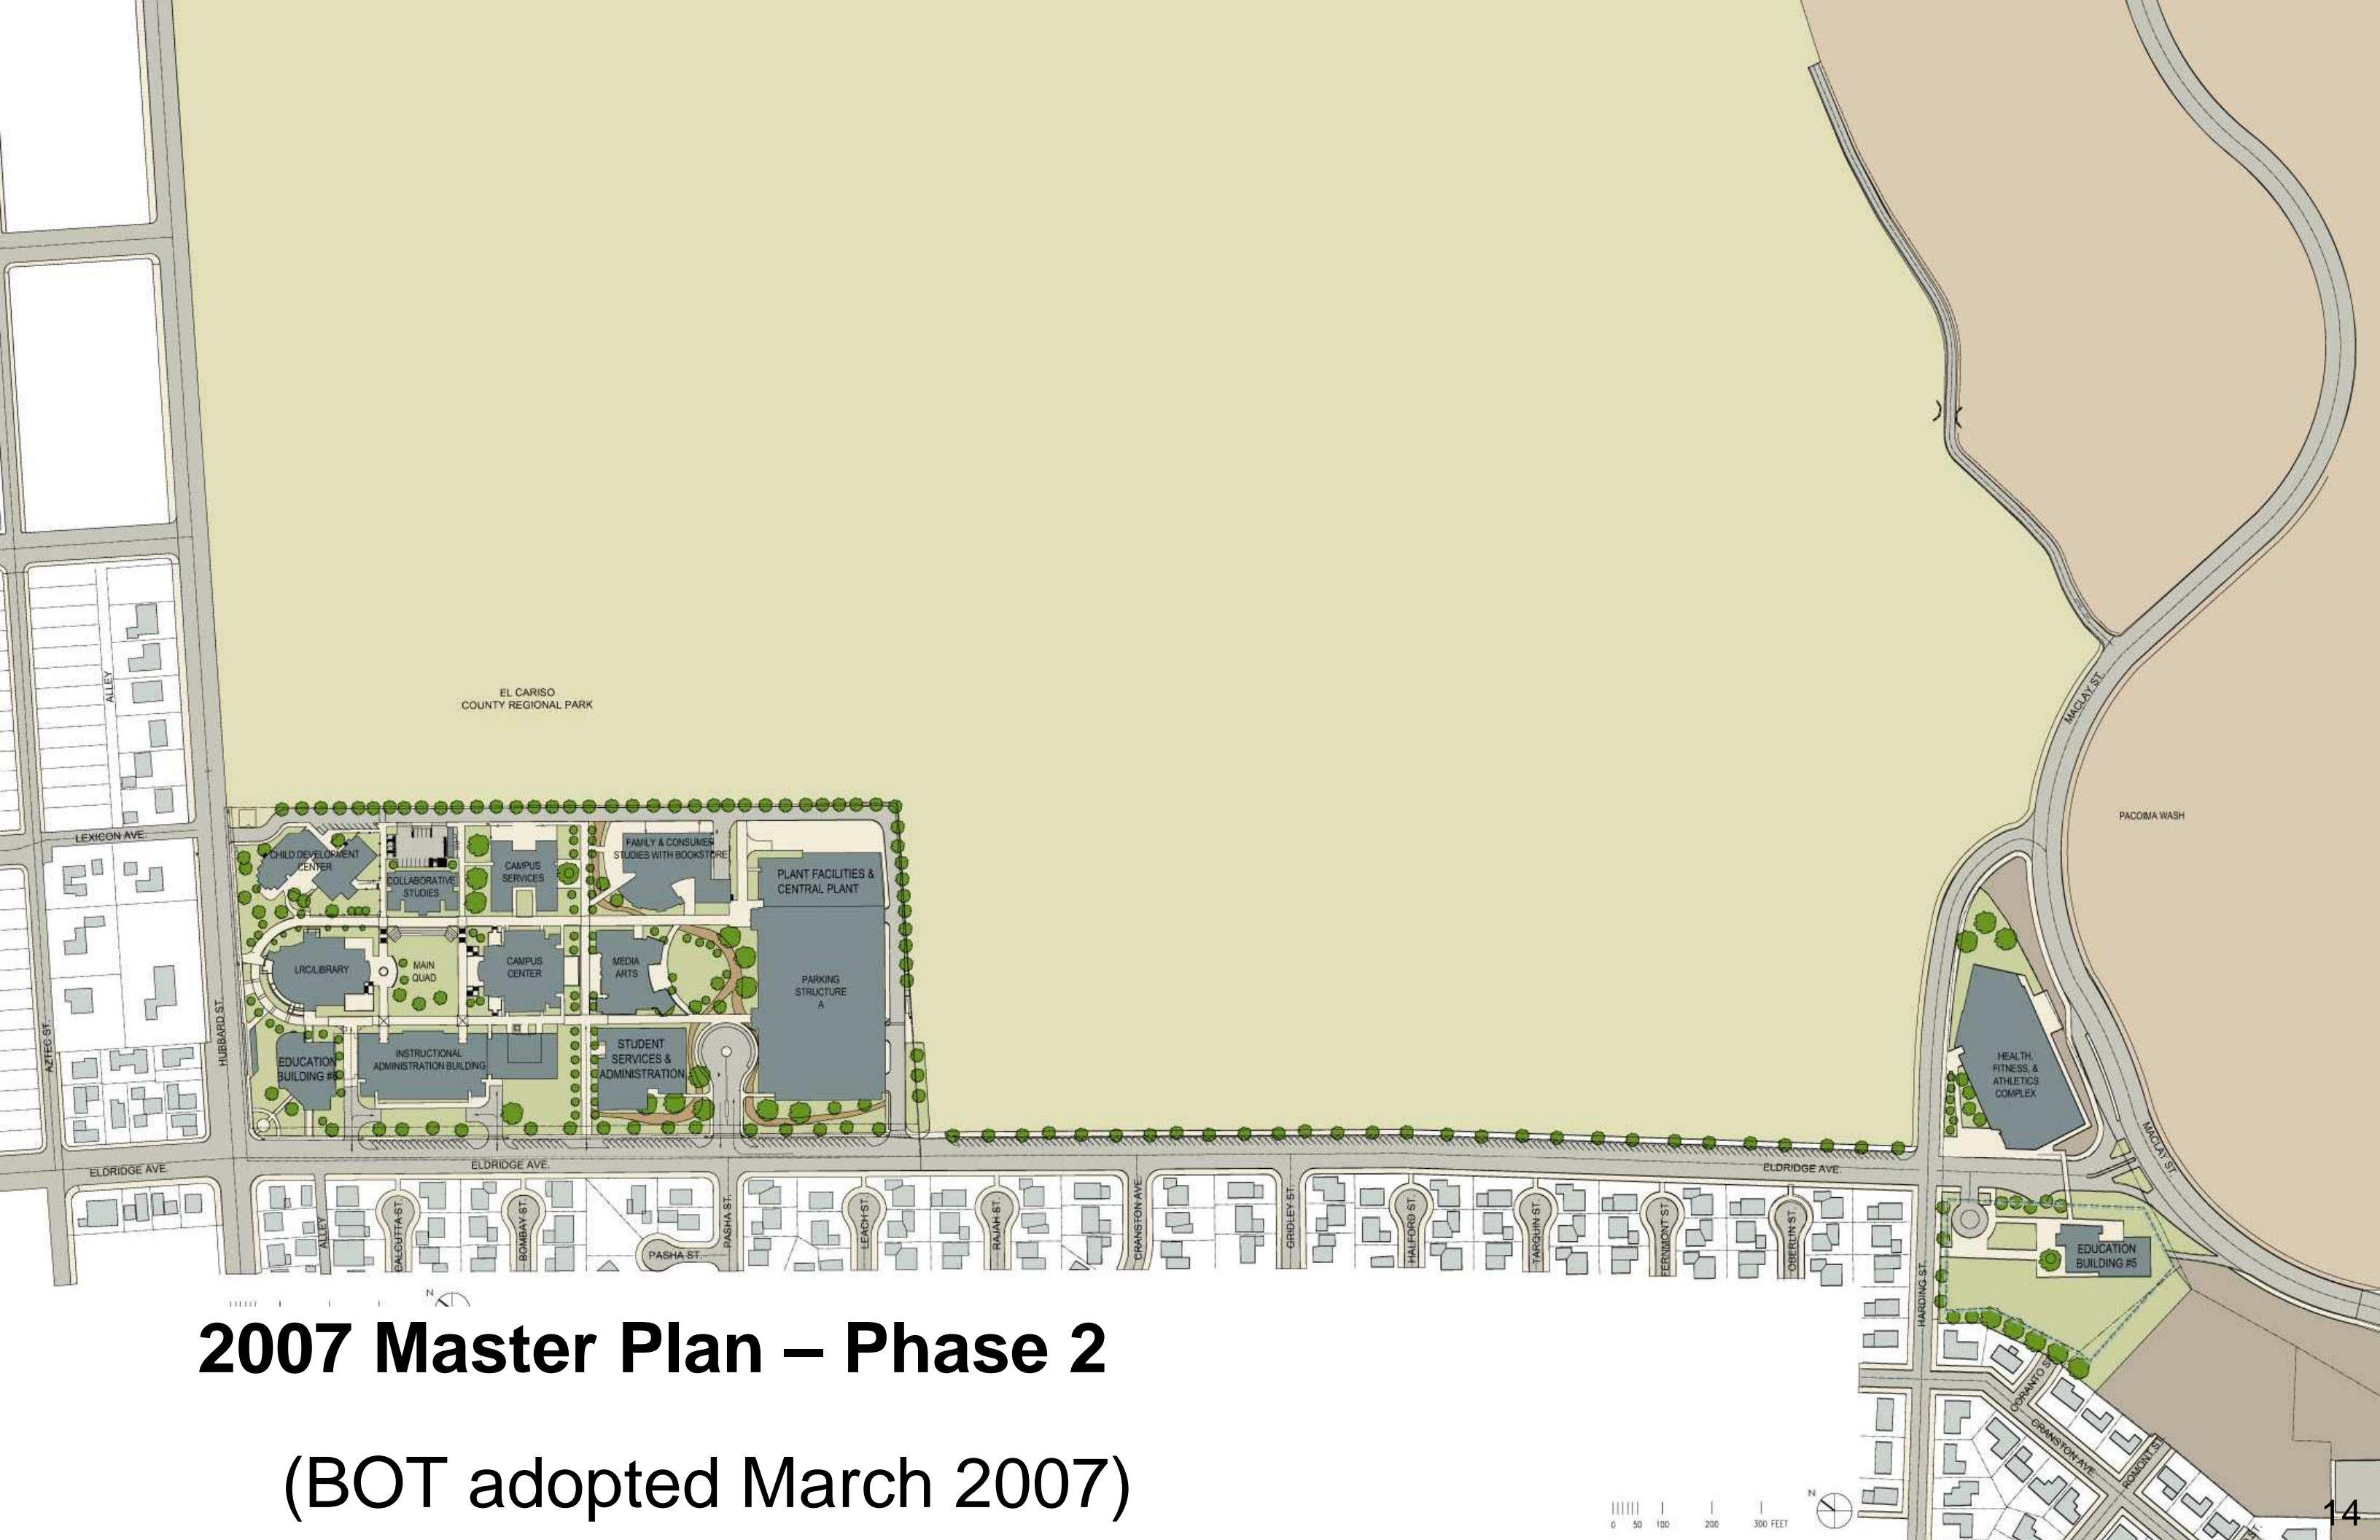 MACLAY ST.
ALLEY
EL CARISO
COUNTY REGIONAL PARK
PACOIMA WASH
LEXICON AVE.
CHILD DEVELOPMENT
CENTER
COLLABORATIVE
STUDIES
CAMPUS
SERVICES
FAMILY & CONSUMER
STUDIES WITH BOOKSTORE
PLANT FACILITIES &
CENTRAL PLANT
LRC/LIBRARY
MAIN
QUAD
CAMPUS
CENTER
MEDIA
ARTS
PARKING
STRUCTURE
A
AZTEC ST.
HUBBARD ST.
EDUCATION
INSTRUCTIONAL
ADMINISTRATION BUILDING
STUDENT
SERVICES &
ADMINISTRATION
HEALTH,
FITNESS, &
ATHLETICS
COMPLEX
MACLAY ST.
ELDRIDGE AVE.
ELDRIDGE AVE.
ELDRIDGE AVE.
ALLEY
CALCUTTA ST.
BOMBAY ST.
PASHA ST.
PASHA ST.
LEACH ST.
RAJAH ST.
CRANSTON AVE.
GRIDLEY ST.
HALFORD ST.
TARQUIN ST.
FERNMONT ST.
OBERLIN ST.
HARDING ST.
EDUCATION
BUILDING #5
N
2007 Master Plan – Phase 2
(BOT adopted March 2007)
CORANTO ST.
CRANSTON AVE.
ROMONT ST.
N
0 50 100 200 300 FEET
14